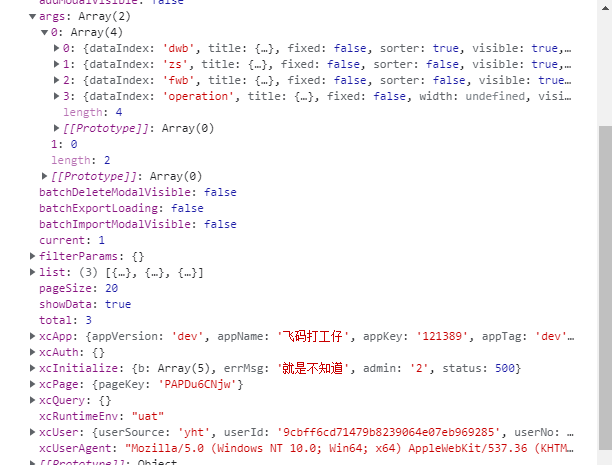 addModalVisible: false
args: Array(2)
0: Array(4)
0: {dataIndex: 'dwb', title: {…}, fixed: false, sorter: true, visible: true,…
1: {dataIndex: 'zs', title: {…}, fixed: false, sorter: false, visible: true,…
2: {dataIndex: 'fwb', title: {…}, fixed: false, sorter: false, visible: true…
3: {dataIndex: 'operation', title: {…}, fixed: false, width: undefined, visi…
length: 4
[[Prototype]]: Array(0)
1: 0
length: 2
[[Prototype]]: Array(0)
batchDeleteModalVisible: false
batchExportLoading: false
batchImportModalVisible: false
current: 1
filterParams: {}
list: (3) [{…}, {…}, {…}]
pageSize: 20
showData: true
total: 3
xcApp: {appVersion: 'dev', appName: '飞码打工仔', appKey: '121389', appTag: 'dev'…
xcAuth: {}
xcInitialize: {b: Array(5), errMsg: '就是不知道', admin: '2', status: 500}
xcPage: {pageKey: 'PAPDu6CNjw'}
xcQuery: {}
xcRuntimeEnv: "uat"
xcUser: {userSource: 'yht', userId: '9cbff6cd71479b8239064e07eb969285', userNo: …
xcUserAgent: "Mozilla/5.0 (Windows NT 10.0; Win64; x64) AppleWebKit/537.36 (KHTM…
[[Prototype]]: Object